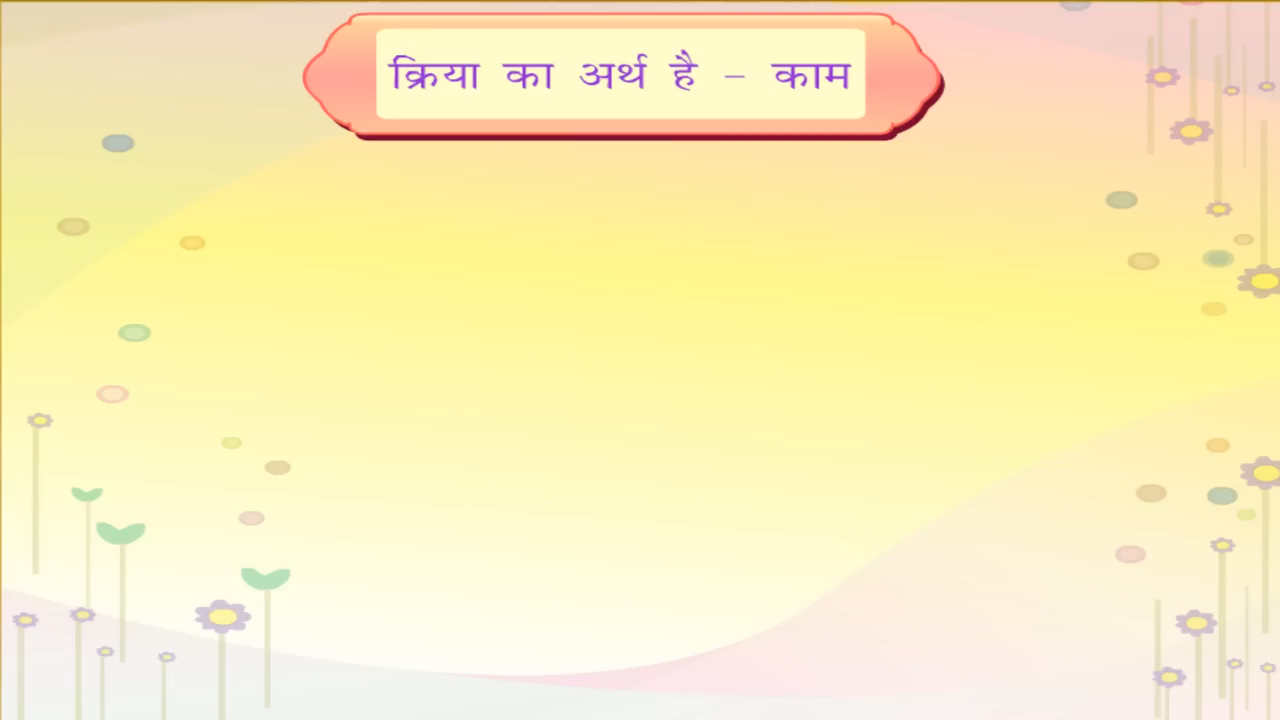 क्रिया का अर्थ है - काम